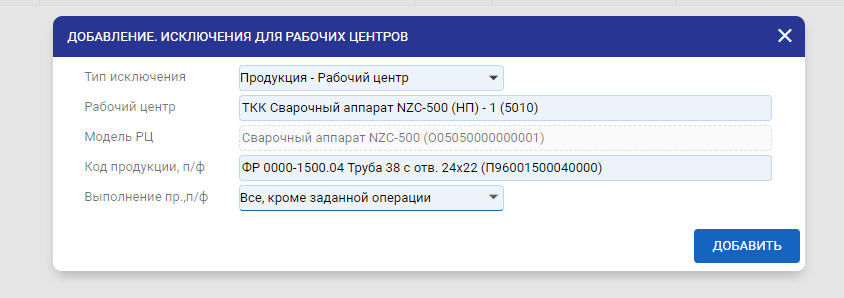 ДОБАВЛЕНИЕ. ИСКЛЮЧЕНИЯ ДЛЯ РАБОЧИХ ЦЕНТРОВ
Тип исключения Продукция - Рабочий центр
Рабочий центр ТКК Сварочный аппарат NZC-500 (НП) - 1 (5010)
Модель РЦ Сварочный аппарат NZC-500 (О05050000000001)
Код продукции, п/ф ФР 0000-1500.04 Труба 38 с отв. 24х22 (П96001500040000)
Выполнение пр.,п/ф Все, кроме заданной операции
ДОБАВИТЬ